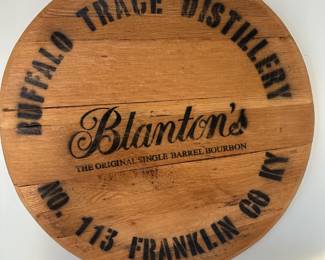 BUFFALO TRACE DISTILLERY
Blanton's
THE ORIGINAL SINGLE BARREL BOURBON
NO. 113 FRANKLIN CO KY